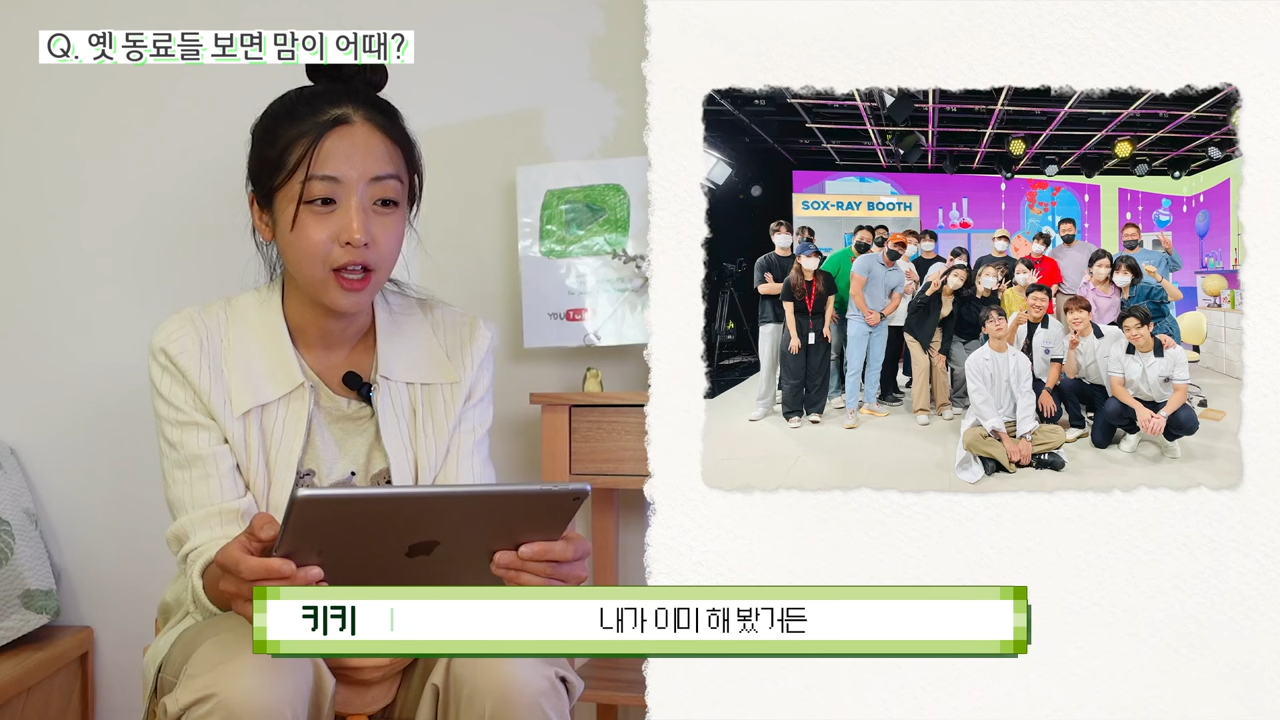 Q. 옛 동료들 보면 맘이 어때?
SOX-RAY BOOTH
YOUTU
키키
내가 이미 해 봤거든